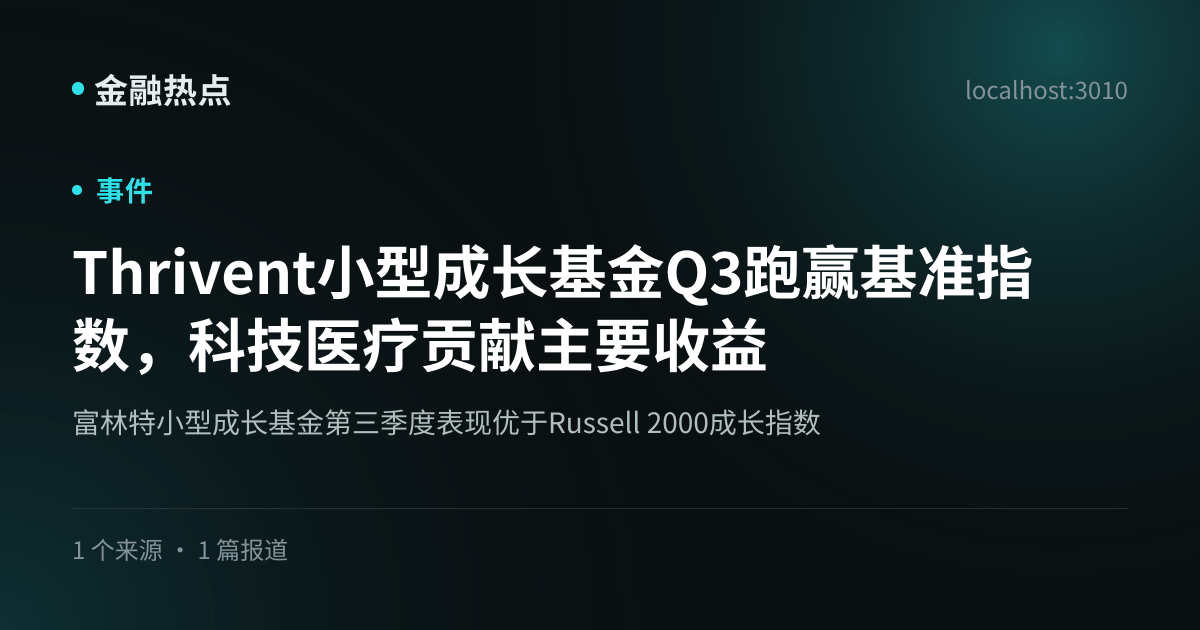 金融热点
localhost:3010
事件
Thrivent小型成长基金Q3跑赢基准指
数，科技医疗贡献主要收益
富林特小型成长基金第三季度表现优于Russell 2000成长指数
1 个来源 · 1 篇报道